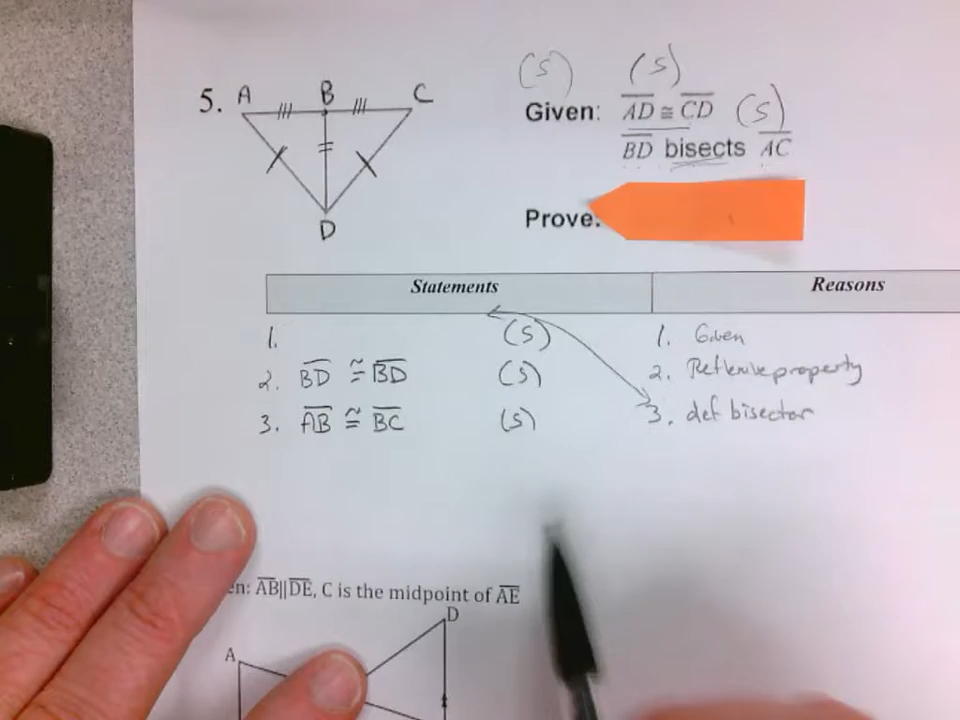 5. A B C
D
(S) (S)
Given: AD ≅ CD (S)
BD bisects AC
Prove:
Statements Reasons
1. (S) 1. Given
2. BD ≅ BD (S) 2. Reflexive property
3. AB ≅ BC (S) 3. def bisector
en: AB||DE, C is the midpoint of AE
D
A